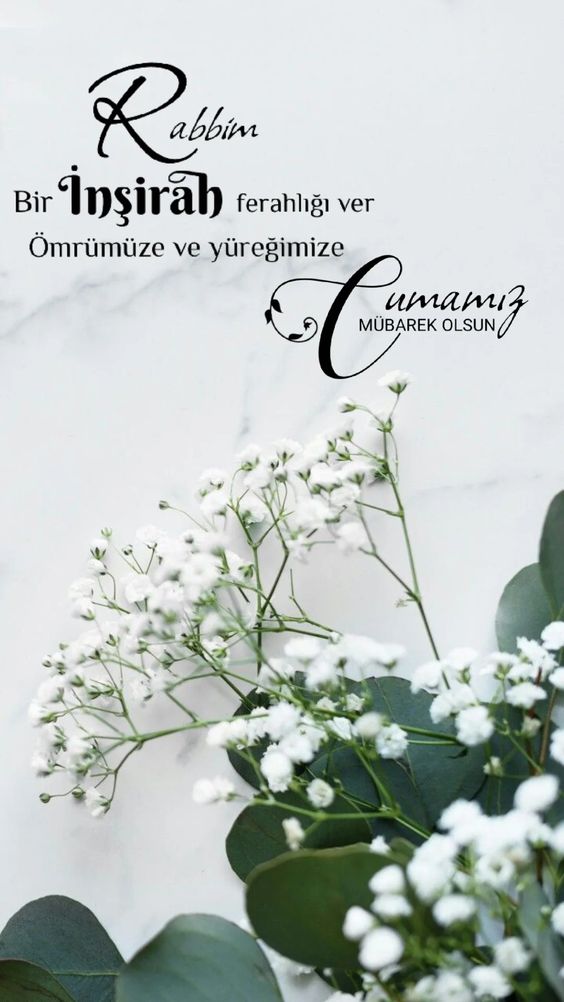 Rabbim
Bir İnşirah ferahlığı ver
Ömrümüze ve yüreğimize
Cumamız
MÜBAREK OLSUN